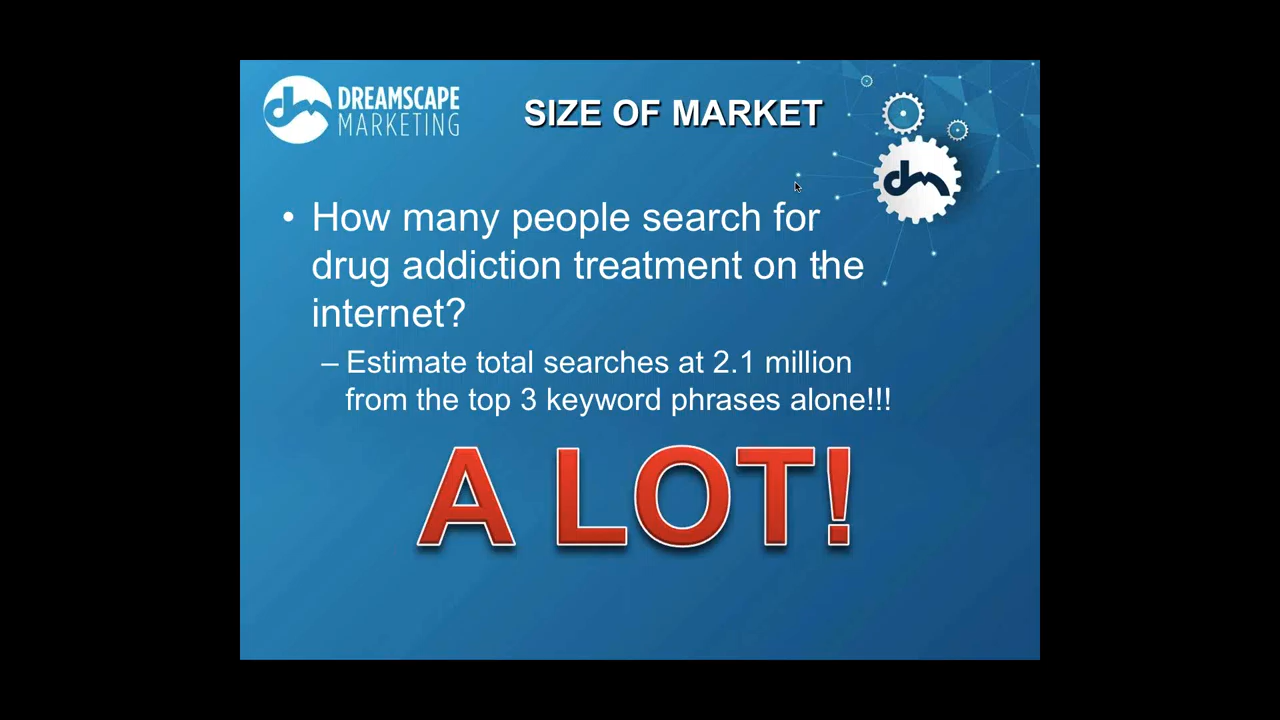 DREAMSCAPE
MARKETING
SIZE OF MARKET
dm
• How many people search for
drug addiction treatment on the
internet?
– Estimate total searches at 2.1 million
from the top 3 keyword phrases alone!!!
A LOT!